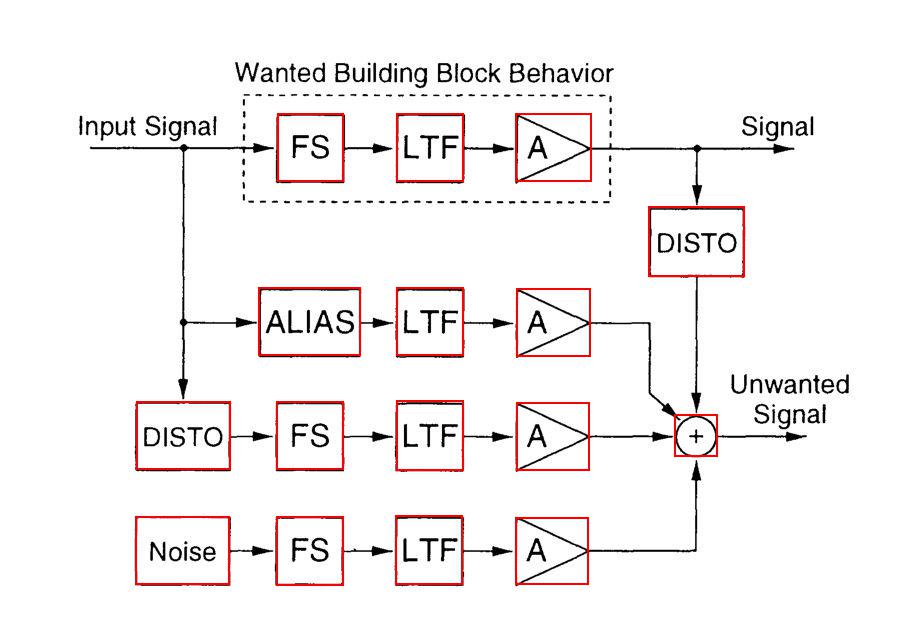 Wanted Building Block Behavior
Input Signal
FS
LTF
A
Signal
DISTO
ALIAS
LTF
A
Unwanted
Signal
DISTO
FS
LTF
A
+
Noise
FS
LTF
A